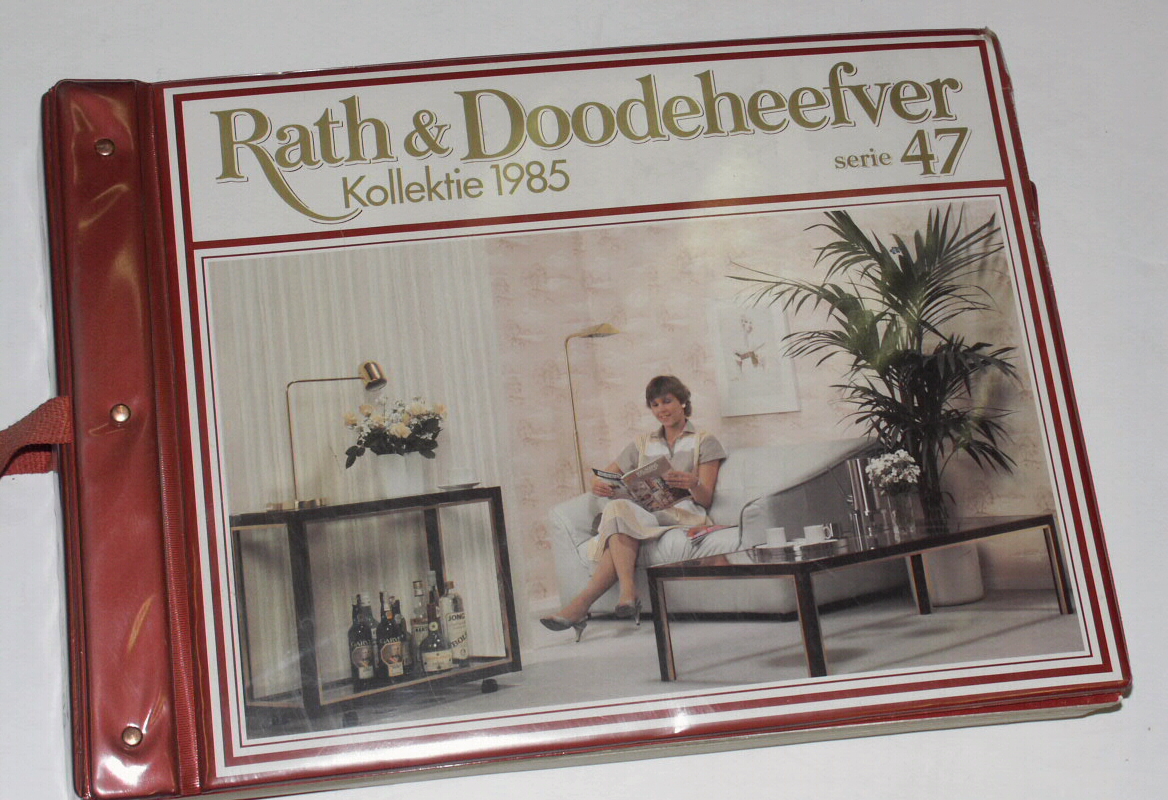 Rath & Doodeheefver
Kollektie 1985
serie 47